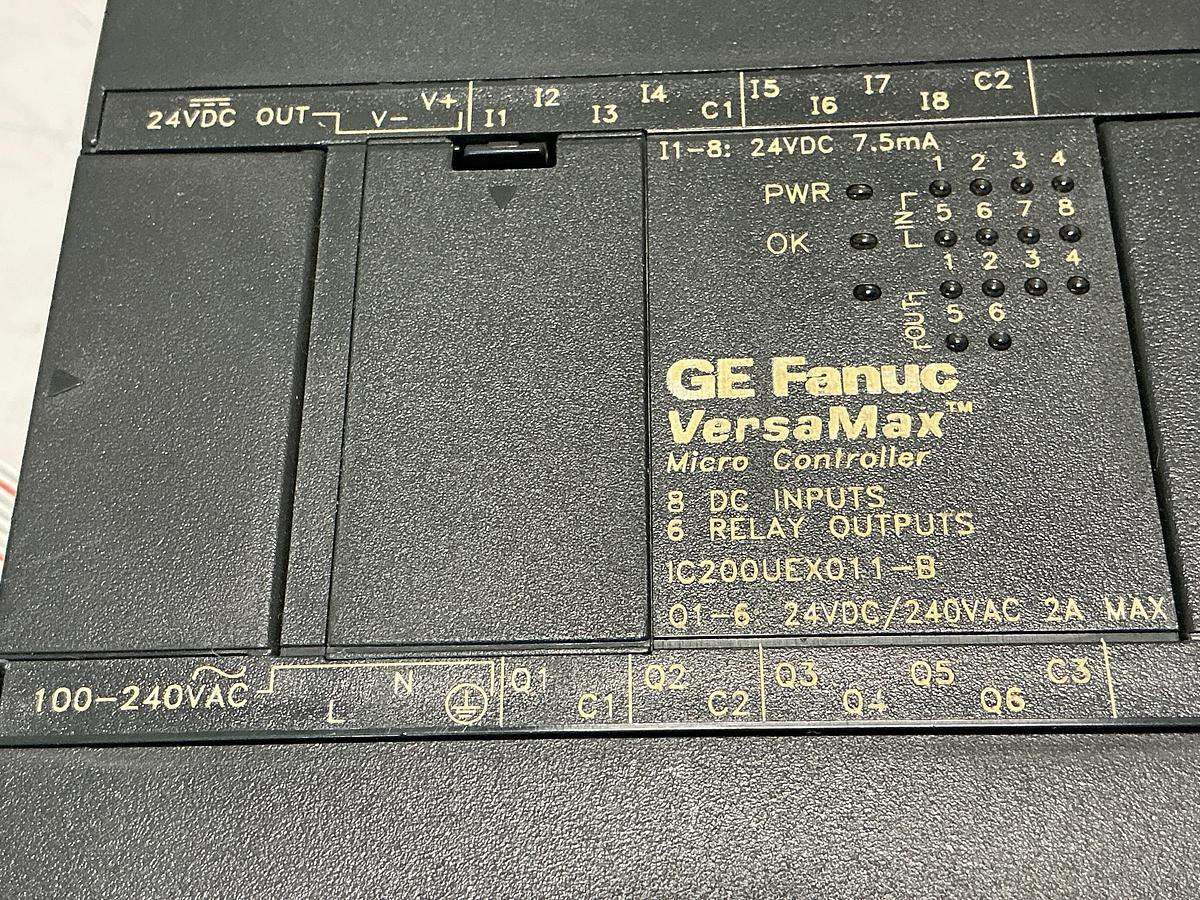 24VDC OUT V- V+ I1 I2 I3 I4 C1 I5 I6 I7 I8 C2
I1-8: 24VDC 7.5mA
1 2 3 4
PWR
IN
5 6 7 8
OK
1 2 3 4
OUT
5 6
GE Fanuc
VersaMax™
Micro Controller
8 DC INPUTS
6 RELAY OUTPUTS
IC200UEX011-B
Q1-6 24VDC/240VAC 2A MAX
100-240VAC L N Q1 C1 Q2 C2 Q3 Q4 Q5 Q6 C3